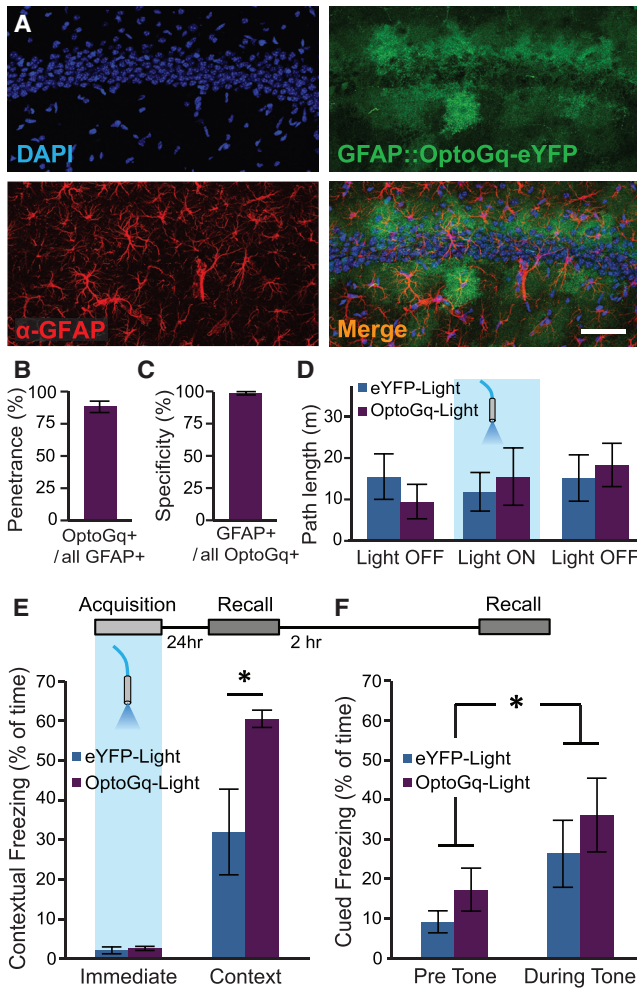 A
DAPI
GFAP::OptoGq-eYFP
α-GFAP
Merge
B
Penetrance (%)
100
75
50
25
0
OptoGq+
/all GFAP+
C
Specificity (%)
100
75
50
25
0
GFAP+
/all OptoGq+
D
eYFP-Light
OptoGq-Light
Path length (m)
30
20
10
0
Light OFF
Light ON
Light OFF
E
Acquisition
Recall
24hr
2 hr
Recall
Contextual Freezing (% of time)
70
60
50
40
30
20
10
0
eYFP-Light
OptoGq-Light
*
Immediate
Context
F
Cued Freezing (% of time)
70
60
50
40
30
20
10
0
*
eYFP-Light
OptoGq-Light
Pre Tone
During Tone